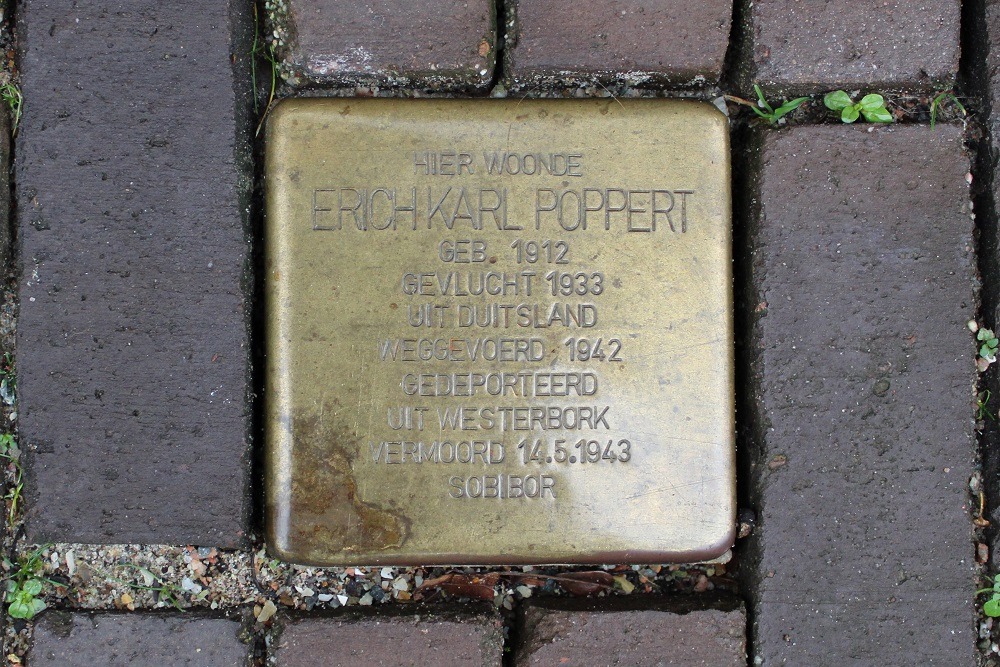 HIER WOONDE
ERICH KARL POPPERT
GEB. 1912
GEVLUCHT 1933
UIT DUITSLAND
WEGGEVOERD 1942
GEDEPORTEERD
UIT WESTERBORK
VERMOORD 14.5.1943
SOBIBOR